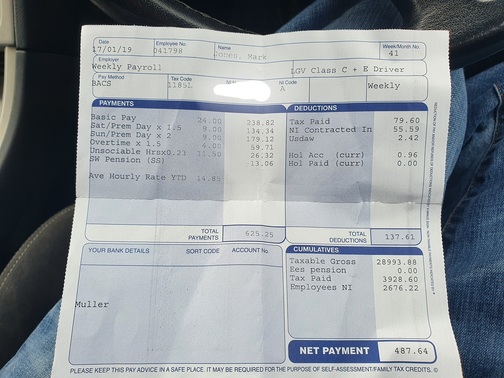 Date
Employee No.
Name
Week/Month No.
17/01/19
041798
Jones, Mark
41
Employer
Weekly Payroll
LGV Class C + E Driver
Pay Method
Tax Code
BACS
1185L
A
Weekly
PAYMENTS
DEDUCTIONS
Basic Pay 26.00 238.82
Sat/Prem Day x 1.5 9.00 134.34
Sun/Prem Day x 2 9.00 179.12
Overtime x 1.5 4.00 59.71
Unsociable Hrsx0.23 11.50 26.32
SW Pension (SS) -13.06
Ave Hourly Rate YTD 14.85
Tax Paid 79.60
NI Contracted In 55.59
Usdaw 2.42
Hol Acc (curr) 0.96
Hol Paid (curr) 0.00
TOTAL PAYMENTS 625.25
TOTAL DEDUCTIONS 137.61
YOUR BANK DETAILS SORT CODE ACCOUNT No.
CUMULATIVES
Taxable Gross 28993.88
Ees pension 0.00
Tax Paid 3928.60
Employees NI 2676.22
Muller
NET PAYMENT 487.64
PLEASE KEEP THIS PAY ADVICE IN A SAFE PLACE. IT MAY BE REQUIRED FOR THE PURPOSE OF SELF-ASSESSMENT/FAMILY TAX CREDITS. ©